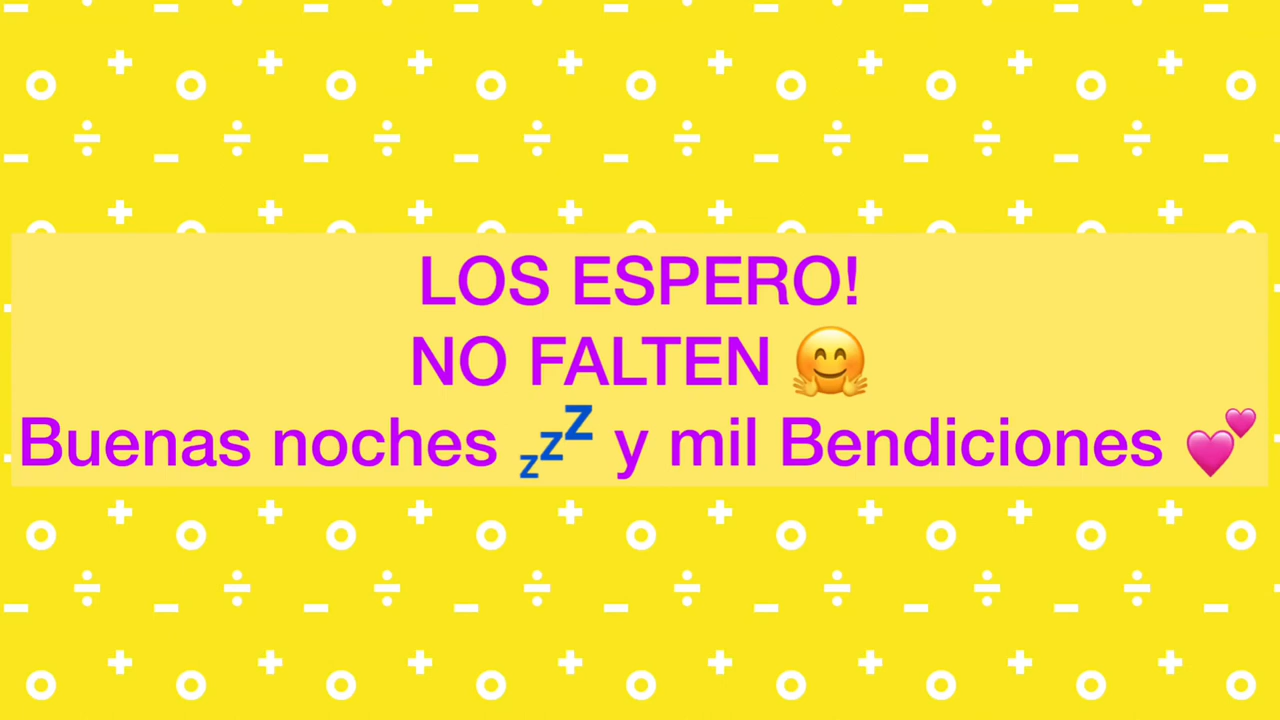 LOS ESPERO!
NO FALTEN 🤗
Buenas noches 💤 y mil Bendiciones 💕